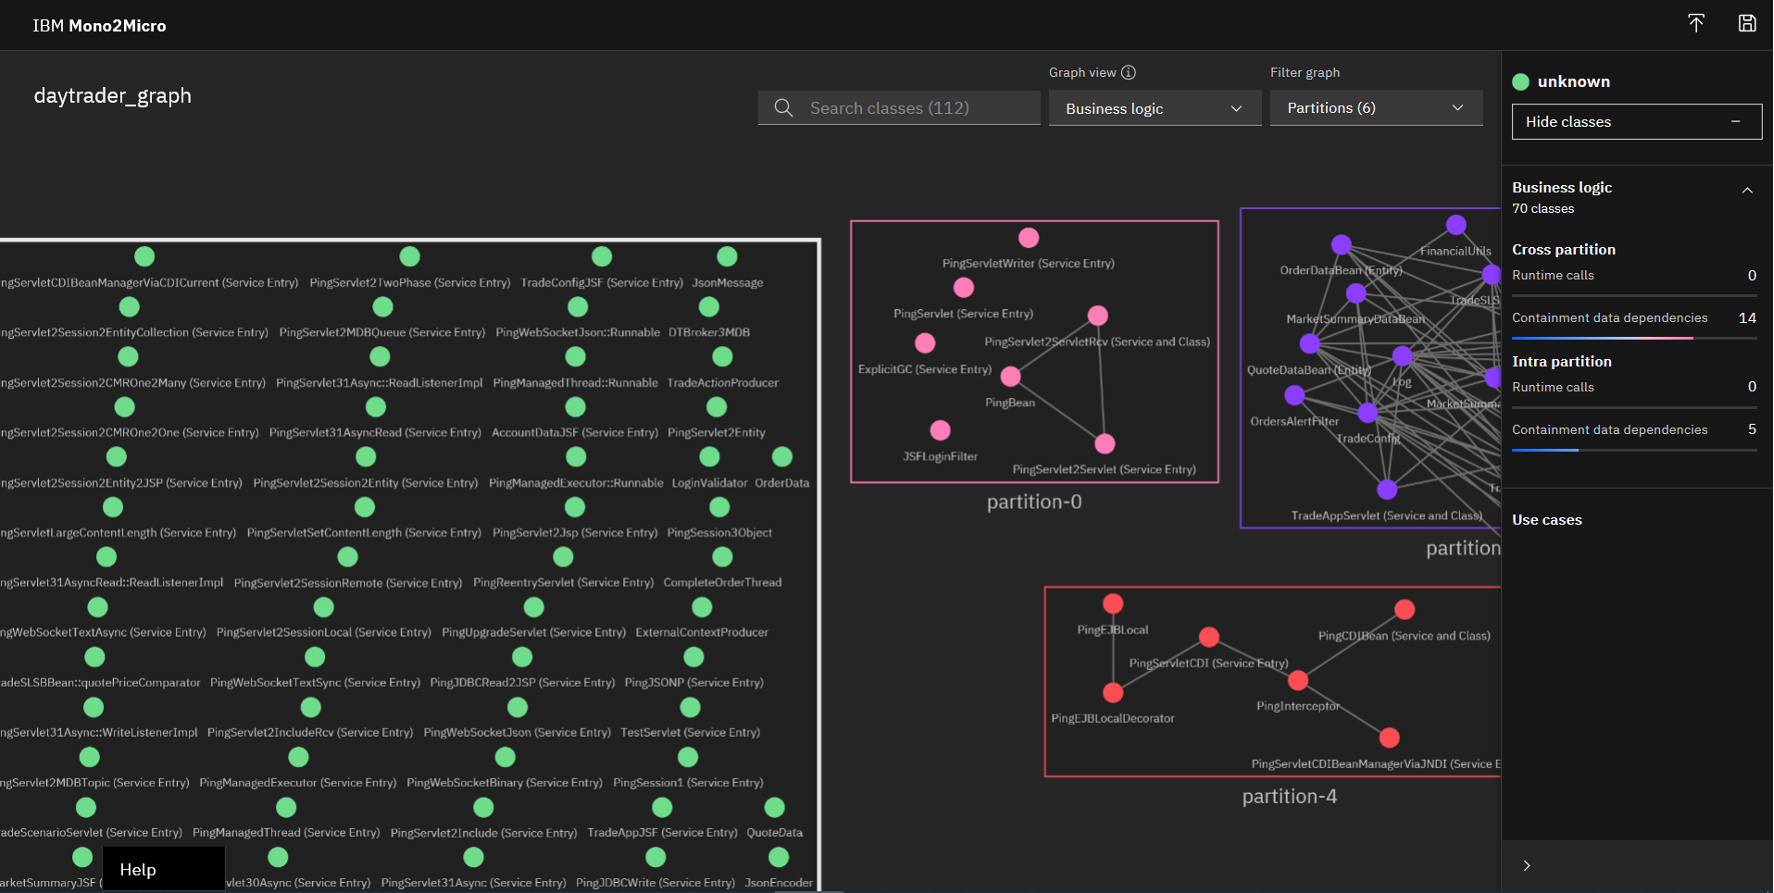 IBM Mono2Micro
daytrader_graph
Graph view
Filter graph
Search classes (112)
Business logic
Partitions (6)
unknown
Hide classes
Business logic
70 classes
Cross partition
Runtime calls 0
Containment data dependencies 14
Intra partition
Runtime calls 0
Containment data dependencies 5
Use cases
ngServletCDIBeanManagerViaCDICurrent (Service Entry) PingServlet2TwoPhase (Service Entry) TradeConfigJSF (Service Entry) JsonMessage
ngServlet2Session2EntityCollection (Service Entry) PingServlet2MDBQueue (Service Entry) PingWebSocketJson::Runnable DTBroker3MDB
ngServlet2Session2CMROne2Many (Service Entry) PingServlet31Async::ReadListenerImpl PingManagedThread::Runnable TradeActionProducer
ngServlet2Session2CMROne2One (Service Entry) PingServlet31AsyncRead (Service Entry) AccountDataJSF (Service Entry) PingServlet2Entity
ngServlet2Session2Entity2JSP (Service Entry) PingServlet2Session2Entity (Service Entry) PingManagedExecutor::Runnable LoginValidator OrderData
ngServletLargeContentLength (Service Entry) PingServletSetContentLength (Service Entry) PingServlet2Jsp (Service Entry) PingSession3Object
ngServlet31AsyncRead::ReadListenerImpl PingServlet2SessionRemote (Service Entry) PingReentryServlet (Service Entry) CompleteOrderThread
ngWebSocketTextAsync (Service Entry) PingServlet2SessionLocal (Service Entry) PingUpgradeServlet (Service Entry) ExternalContextProducer
adeSLSBBean::quotePriceComparator PingWebSocketTextSync (Service Entry) PingJDBCRead2JSP (Service Entry) PingJSONP (Service Entry)
ngServlet31Async::WriteListenerImpl PingServlet2IncludeRcv (Service Entry) PingWebSocketJson (Service Entry) TestServlet (Service Entry)
ngServlet2MDBTopic (Service Entry) PingManagedExecutor (Service Entry) PingWebSocketBinary (Service Entry) PingSession1 (Service Entry)
adeScenarioServlet (Service Entry) PingManagedThread (Service Entry) PingServlet2Include (Service Entry) TradeAppJSF (Service Entry) QuoteData
arketSummaryJSF ( vlet30Async (Service Entry) PingServlet31Async (Service Entry) PingJDBCWrite (Service Entry) JsonEncoder
Help
PingServletWriter (Service Entry)
PingServlet (Service Entry)
PingServlet2ServletRcv (Service and Class)
ExplicitGC (Service Entry)
PingBean
JSFLoginFilter
PingServlet2Servlet (Service Entry)
partition-0
FinancialUtils
OrderDataBean (Entity)
TradeSLS
MarketSummaryDataBean
QuoteDataBean (Entity)
Log
MarketSumma
OrdersAlertFilter
TradeConfig
Tr
TradeAppServlet (Service and Class)
partition
PingEJBLocal
PingCDIBean (Service and Class)
PingServletCDI (Service Entry)
PingInterceptor
PingEJBLocalDecorator
PingServletCDIBeanManagerViaJNDI (Service E
partition-4